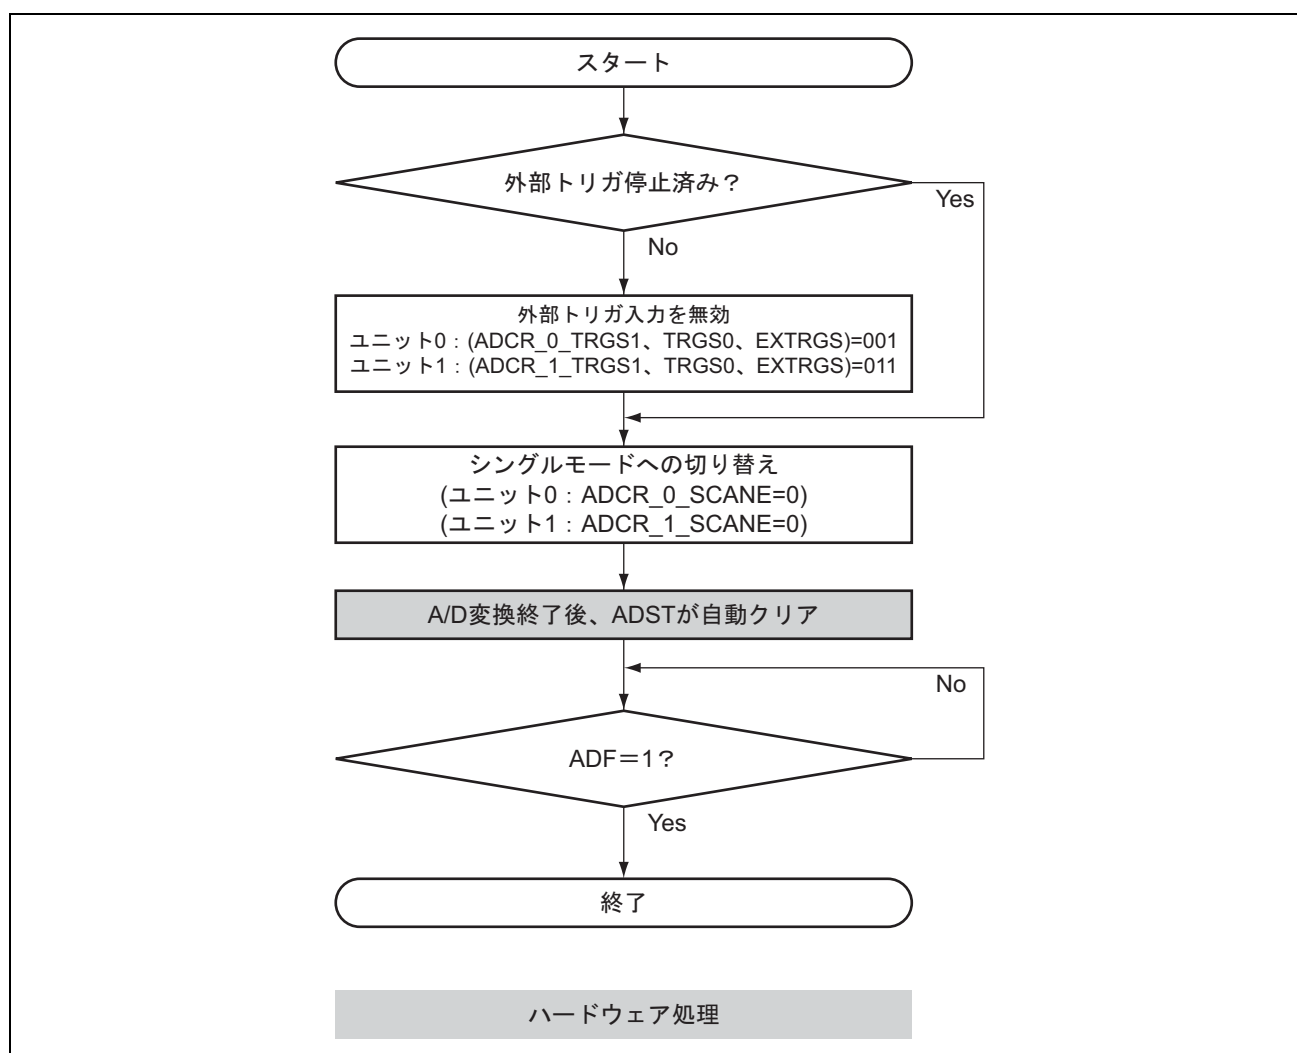 スタート
外部トリガ停止済み？
Yes
No
外部トリガ入力を無効
ユニット0：(ADCR_0_TRGS1、TRGS0、EXTRGS)=001
ユニット1：(ADCR_1_TRGS1、TRGS0、EXTRGS)=011
シングルモードへの切り替え
(ユニット0：ADCR_0_SCANE=0)
(ユニット1：ADCR_1_SCANE=0)
A/D変換終了後、ADSTが自動クリア
No
ADF＝1？
Yes
終了
ハードウェア処理